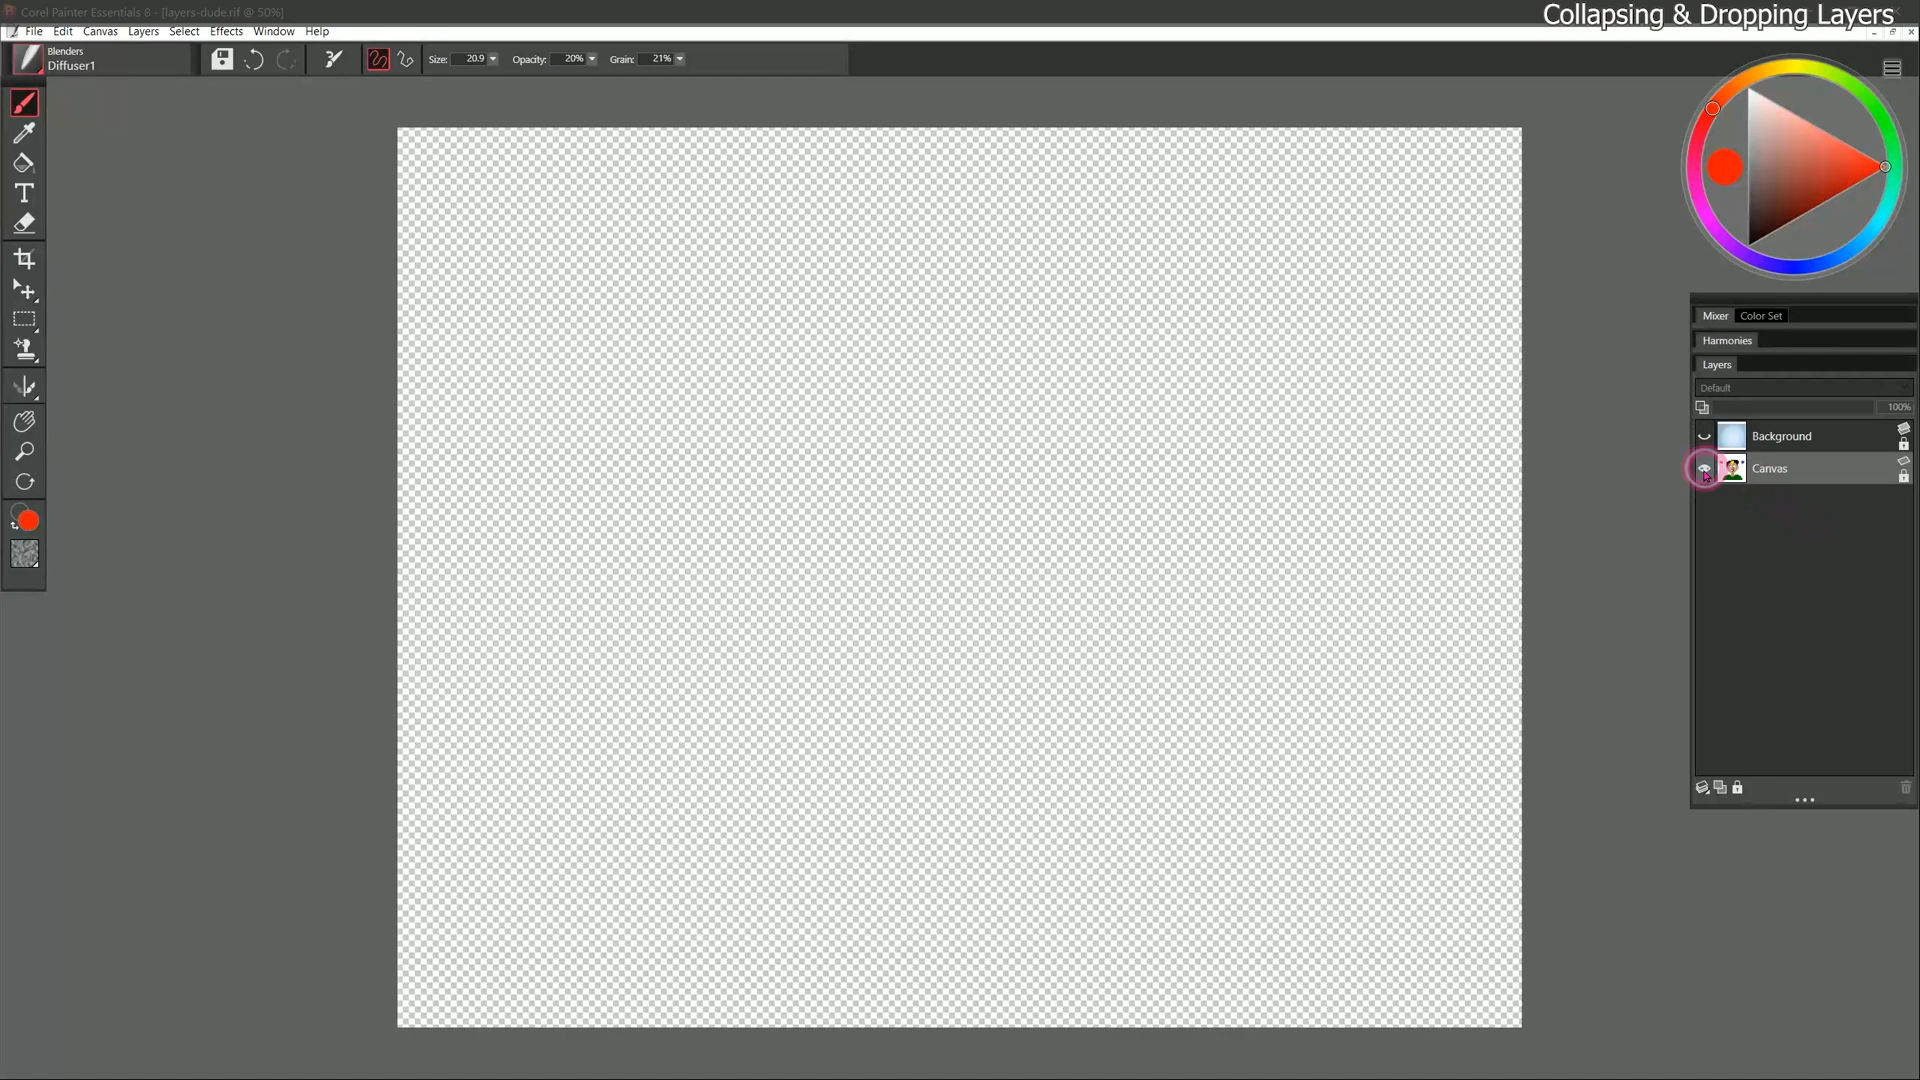 Corel Painter Essentials 8 - [layers-dude.rif @ 50%]
Collapsing & Dropping Layers
File Edit Canvas Layers Select Effects Window Help
Blenders
Diffuser1
Size: 20.9 Opacity: 20% Grain: 21%
T
Mixer Color Set
Harmonies
Layers
Default
100%
Background
Canvas